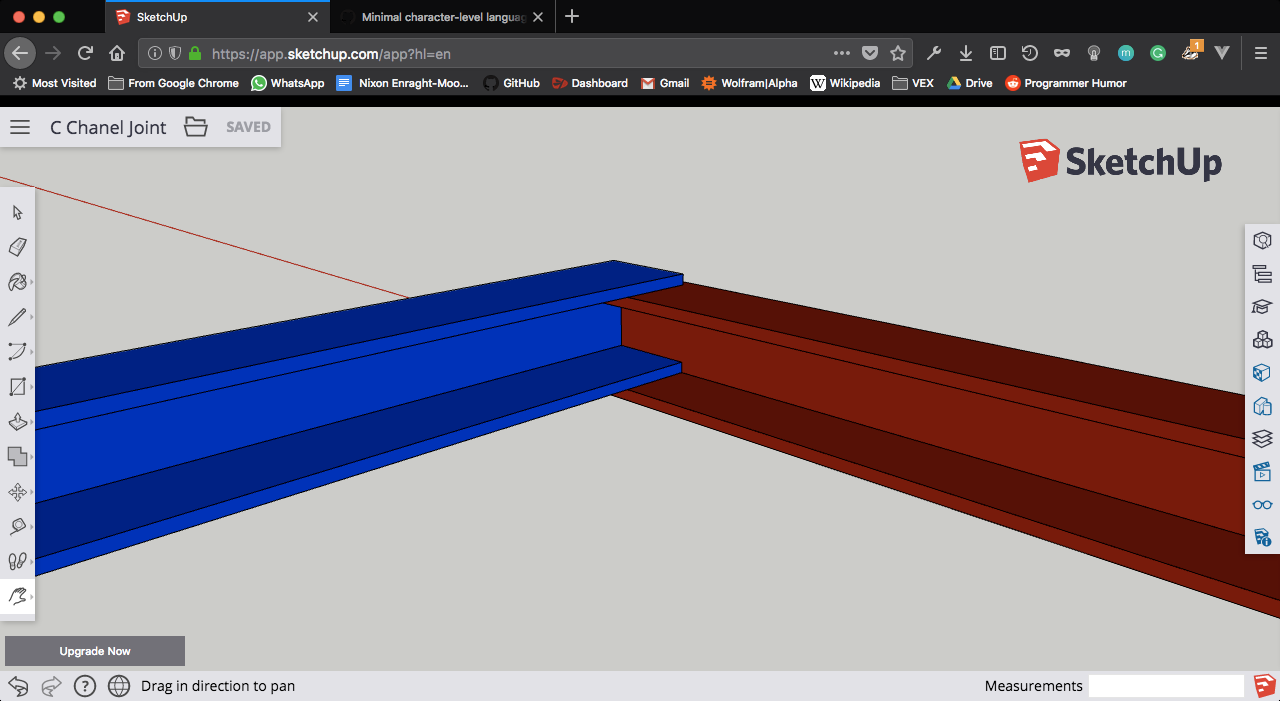 SketchUp
Minimal character-level languag
https://app.sketchup.com/app?hl=en
1
m
G
Most Visited
From Google Chrome
WhatsApp
Nixon Enraght-Moo...
GitHub
Dashboard
Gmail
Wolfram|Alpha
W
Wikipedia
VEX
Drive
Programmer Humor
C Chanel Joint
SAVED
SketchUp
Upgrade Now
?
Drag in direction to pan
Measurements